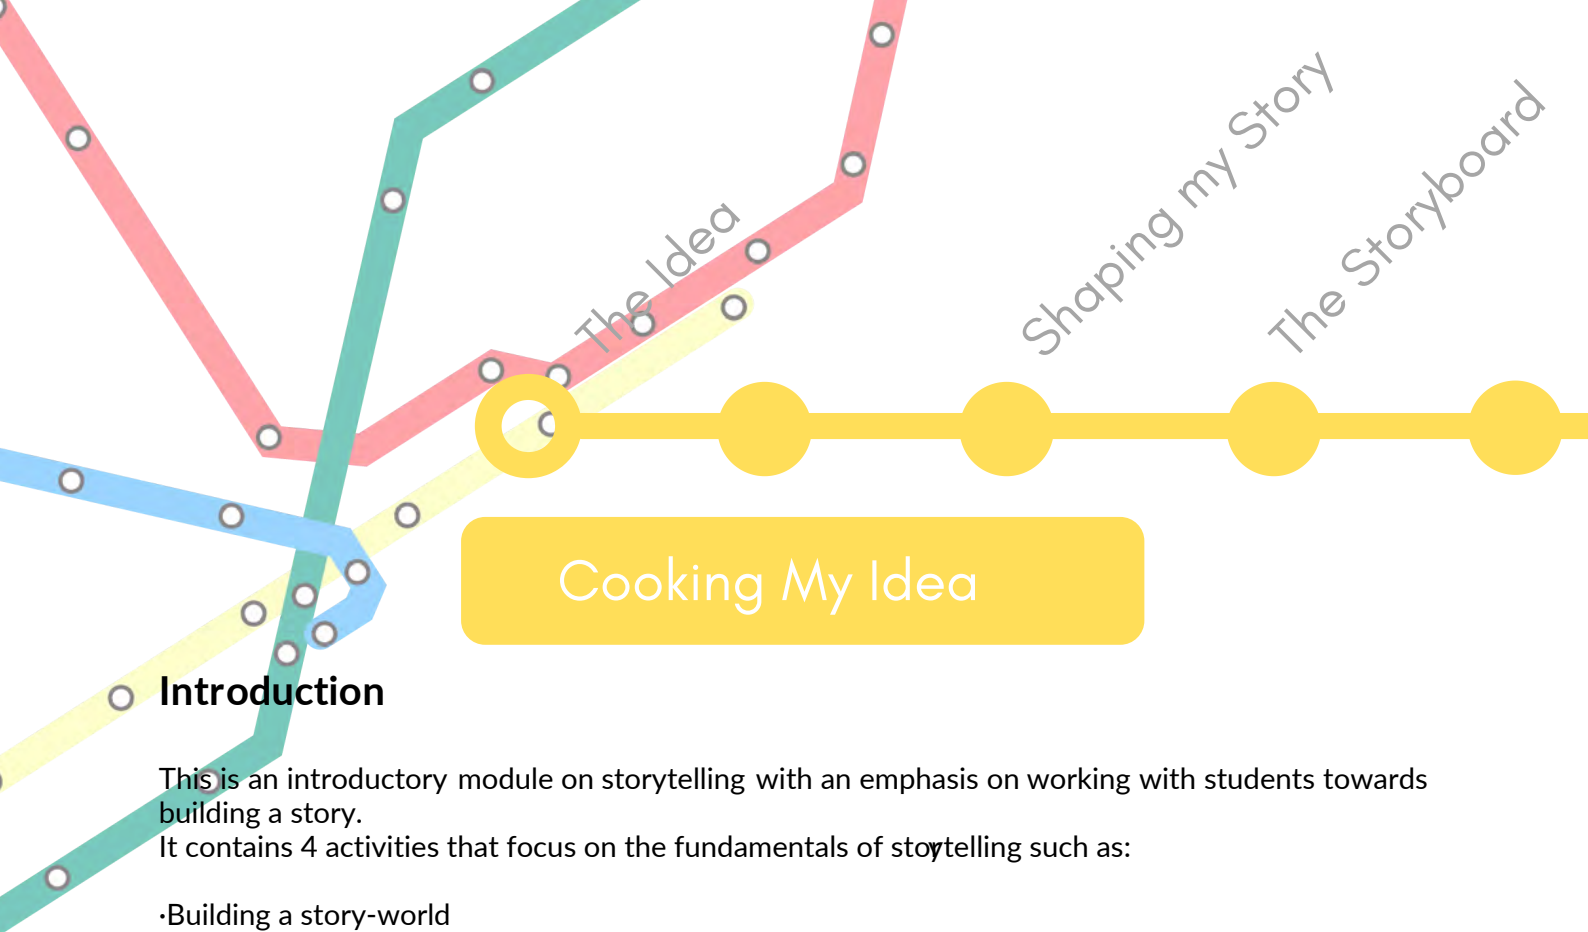 The Idea
Shaping my Story
The Storyboard
Cooking My Idea
Introduction
This is an introductory module on storytelling with an emphasis on working with students towards
building a story.
It contains 4 activities that focus on the fundamentals of storytelling such as:
·Building a story-world